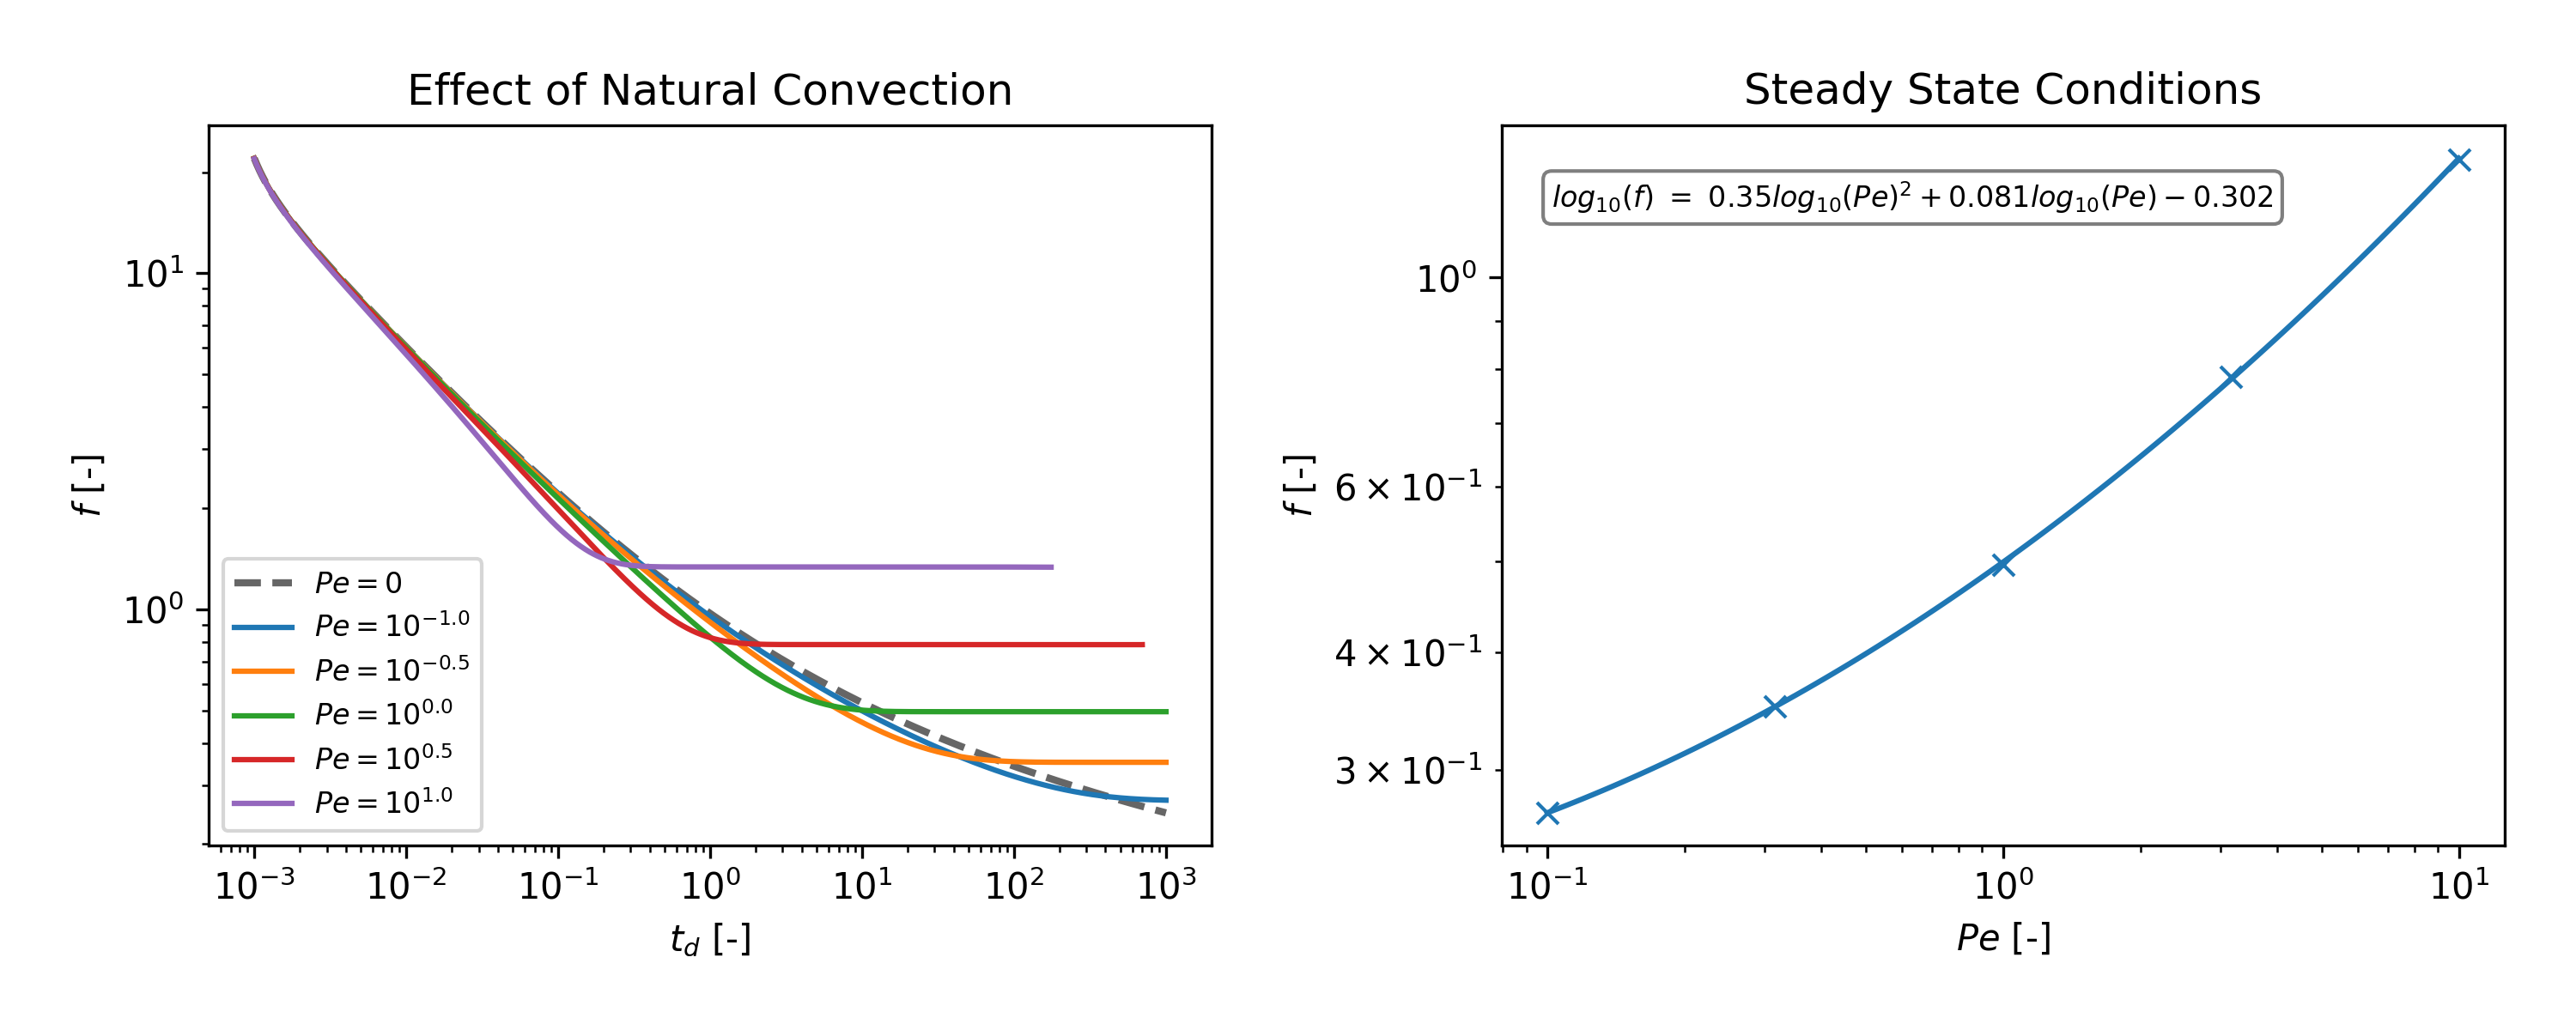 Effect of Natural Convection
f [-]
10¹
10⁰
Pe = 0
Pe = 10⁻¹·⁰
Pe = 10⁻⁰·⁵
Pe = 10⁰·⁰
Pe = 10⁰·⁵
Pe = 10¹·⁰
10⁻³ 10⁻² 10⁻¹ 10⁰ 10¹ 10² 10³
t_d [-]
Steady State Conditions
log₁₀(f) = 0.35log₁₀(Pe)² + 0.081log₁₀(Pe) − 0.302
f [-]
10⁰
6 × 10⁻¹
4 × 10⁻¹
3 × 10⁻¹
10⁻¹ 10⁰ 10¹
Pe [-]